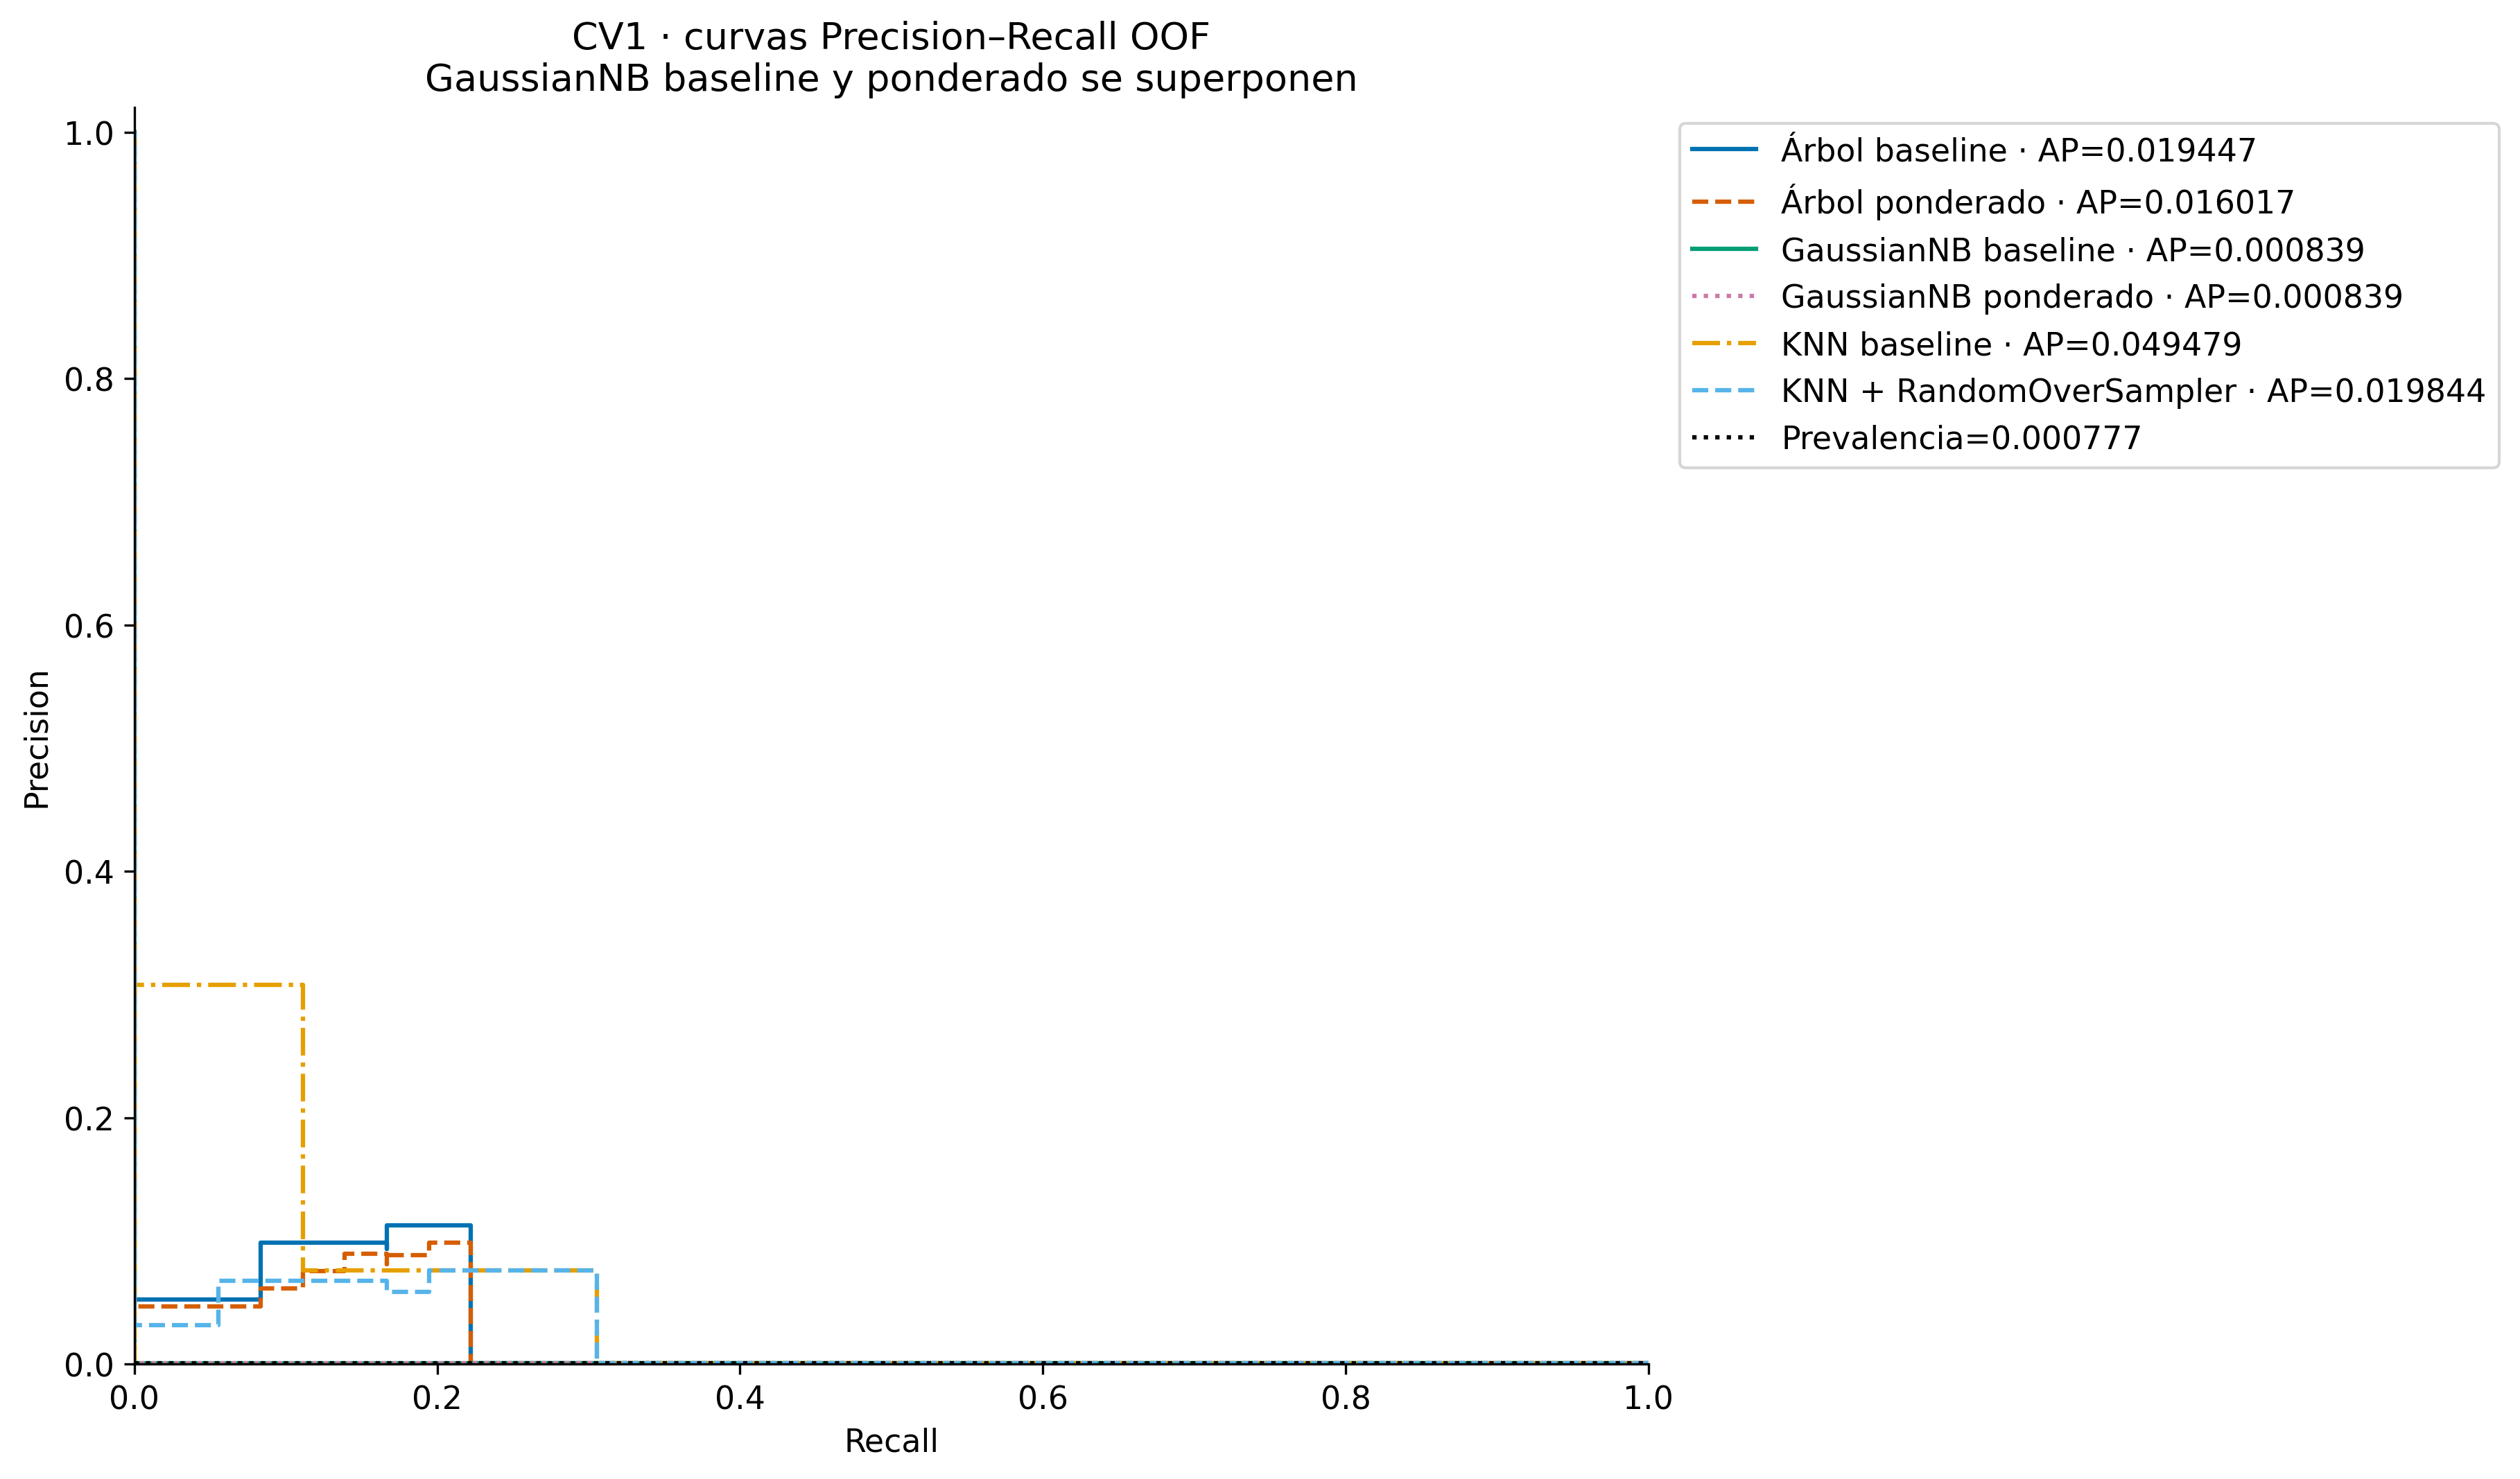 CV1 · curvas Precision–Recall OOF
GaussianNB baseline y ponderado se superponen
Árbol baseline · AP=0.019447
Árbol ponderado · AP=0.016017
GaussianNB baseline · AP=0.000839
GaussianNB ponderado · AP=0.000839
KNN baseline · AP=0.049479
KNN + RandomOverSampler · AP=0.019844
Prevalencia=0.000777
Precision
1.0
0.8
0.6
0.4
0.2
0.0
0.0 0.2 0.4 0.6 0.8 1.0
Recall